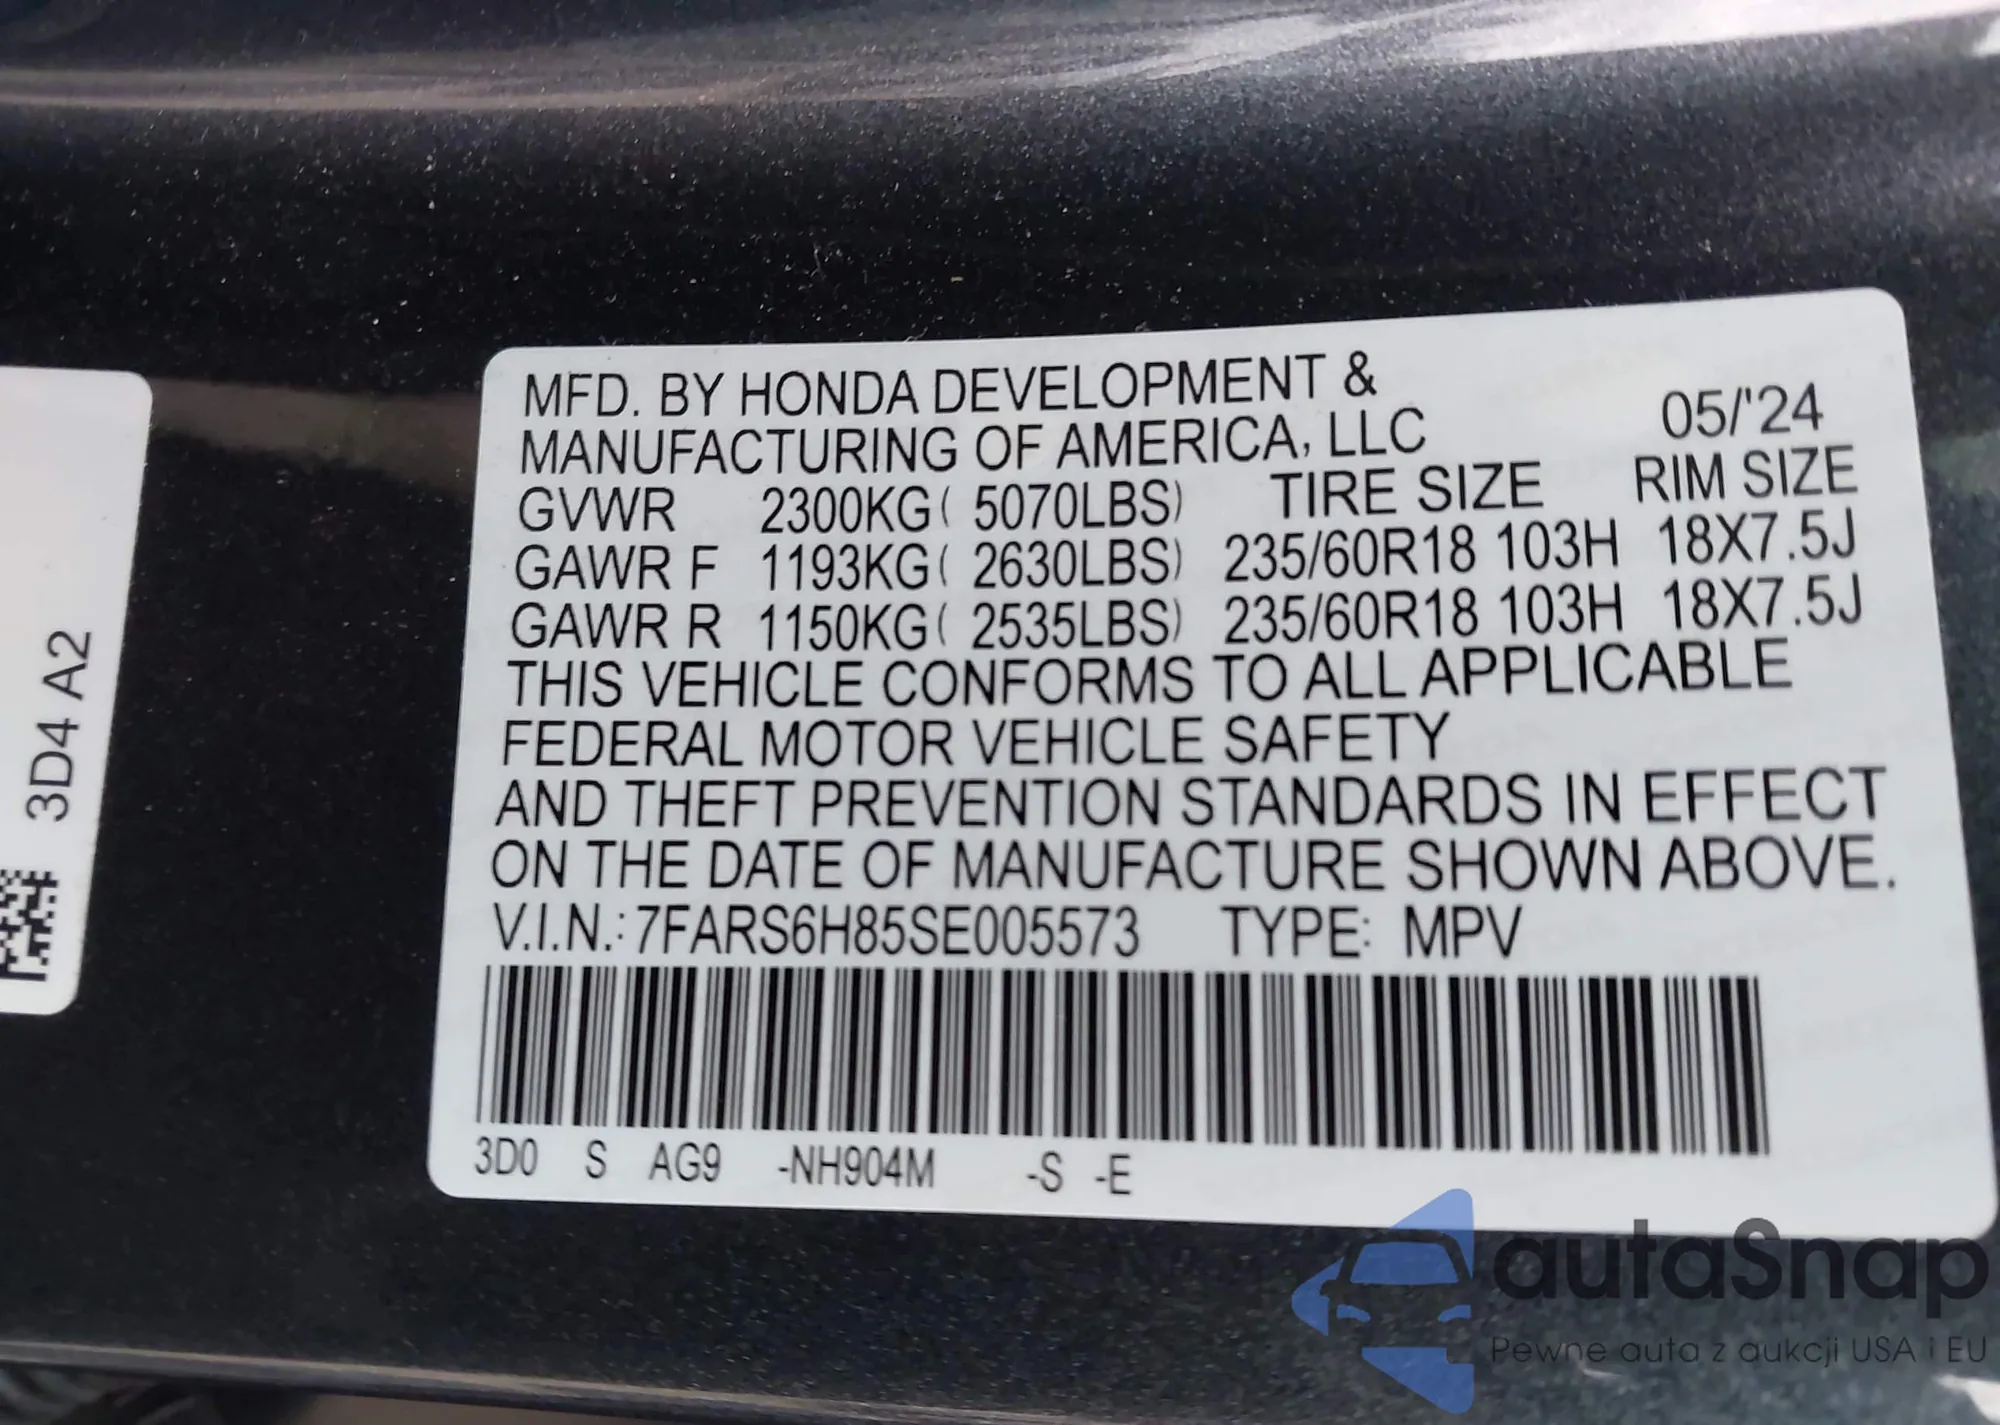 MFD. BY HONDA DEVELOPMENT &
MANUFACTURING OF AMERICA, LLC 05/'24
GVWR 2300KG( 5070LBS) TIRE SIZE RIM SIZE
GAWR F 1193KG( 2630LBS) 235/60R18 103H 18X7.5J
GAWR R 1150KG( 2535LBS) 235/60R18 103H 18X7.5J
THIS VEHICLE CONFORMS TO ALL APPLICABLE
FEDERAL MOTOR VEHICLE SAFETY
AND THEFT PREVENTION STANDARDS IN EFFECT
ON THE DATE OF MANUFACTURE SHOWN ABOVE.
V.I.N.: 7FARS6H85SE005573 TYPE: MPV
3D0 S AG9 -NH904M -S -E
3D4 A2
autaSnap
Pewne auta z aukcji USA i EU